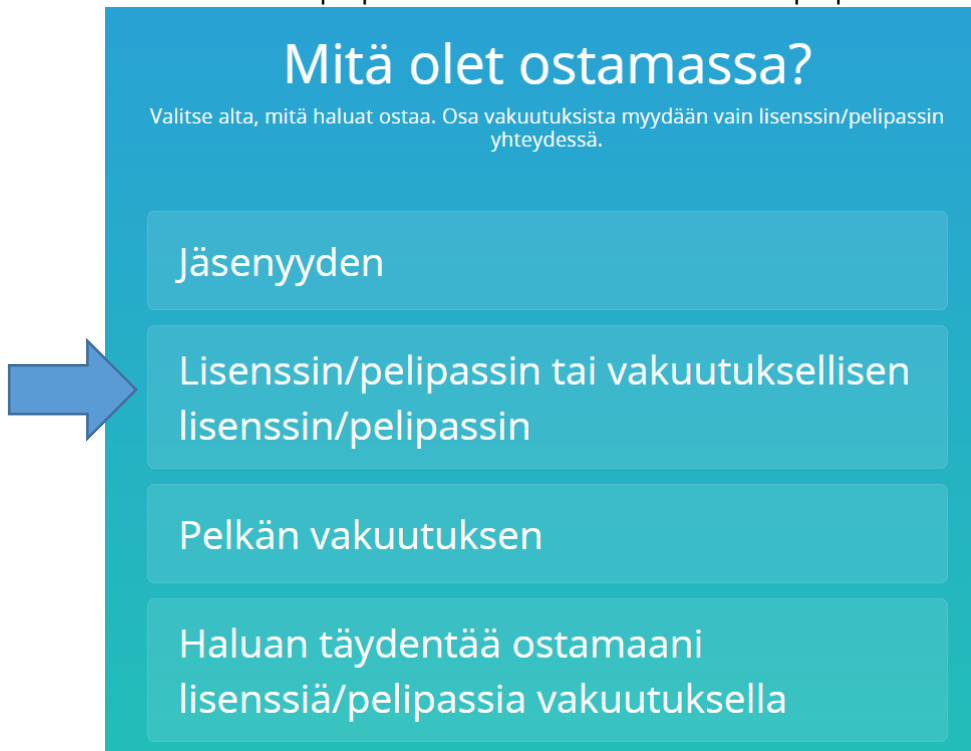 Mitä olet ostamassa?
Valitse alta, mitä haluat ostaa. Osa vakuutuksista myydään vain lisenssin/pelipassin
yhteydessä.
Jäsenyyden
Lisenssin/pelipassin tai vakuutuksellisen
lisenssin/pelipassin
Pelkän vakuutuksen
Haluan täydentää ostamaani
lisenssiä/pelipassia vakuutuksella